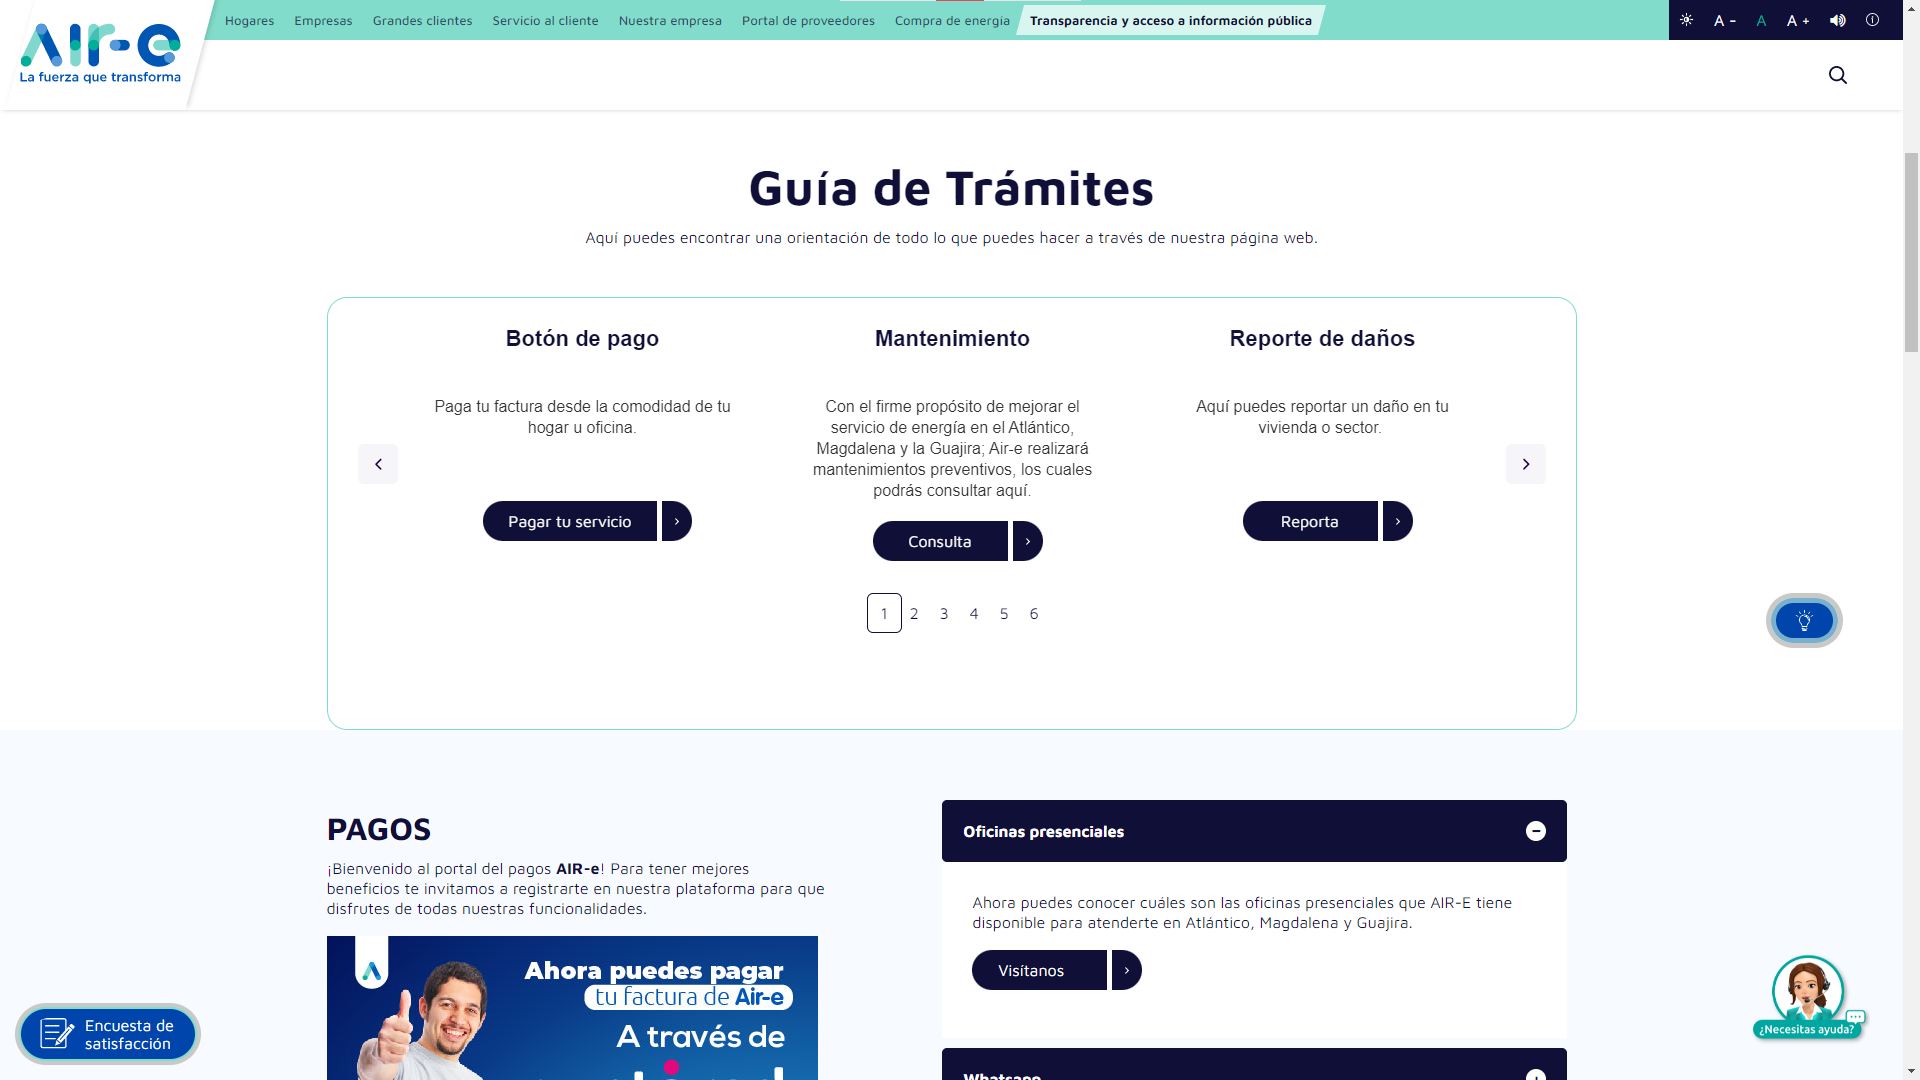 AIr-e
La fuerza que transforma
Hogares
Empresas
Grandes clientes
Servicio al cliente
Nuestra empresa
Portal de proveedores
Compra de energía
Transparencia y acceso a información pública
A -
A
A +
Guía de Trámites
Aquí puedes encontrar una orientación de todo lo que puedes hacer a través de nuestra página web.
Botón de pago
Paga tu factura desde la comodidad de tu
hogar u oficina.
Pagar tu servicio
Mantenimiento
Con el firme propósito de mejorar el
servicio de energía en el Atlántico,
Magdalena y la Guajira; Air-e realizará
mantenimientos preventivos, los cuales
podrás consultar aquí.
Consulta
Reporte de daños
Aquí puedes reportar un daño en tu
vivienda o sector.
Reporta
1 2 3 4 5 6
PAGOS
¡Bienvenido al portal del pagos AIR-e! Para tener mejores
beneficios te invitamos a registrarte en nuestra plataforma para que
disfrutes de todas nuestras funcionalidades.
Ahora puedes pagar
tu factura de Air-e
A través de
Oficinas presenciales
Ahora puedes conocer cuáles son las oficinas presenciales que AIR-E tiene
disponible para atenderte en Atlántico, Magdalena y Guajira.
Visítanos
Whatsapp
Encuesta de
satisfacción
¿Necesitas ayuda?